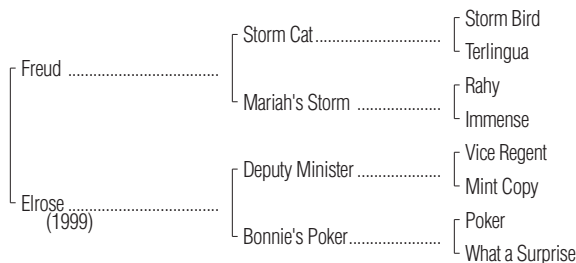 Storm Bird
Storm Cat........................................
Terlingua
Freud ................................................
Rahy
Mariah's Storm ...........................
Immense
Vice Regent
Deputy Minister ...........................
Mint Copy
Elrose................................................
(1999)
Poker
Bonnie's Poker..............................
What a Surprise